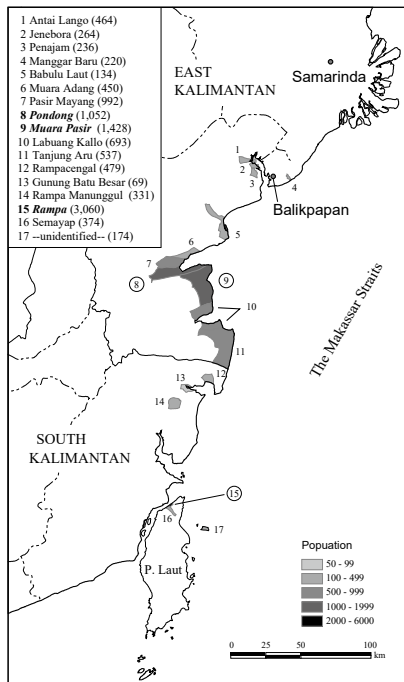 1 Antai Lango (464)
2 Jenebora (264)
3 Penajam (236)
4 Manggar Baru (220)
5 Babulu Laut (134)
6 Muara Adang (450)
7 Pasir Mayang (992)
8 Pondong (1,052)
9 Muara Pasir (1,428)
10 Labuang Kallo (693)
11 Tanjung Aru (537)
12 Rampacengal (479)
13 Gunung Batu Besar (69)
14 Rampa Manunggul (331)
15 Rampa (3,060)
16 Semayap (374)
17 --unidentified-- (174)
EAST
KALIMANTAN
Samarinda
1
2
3
4
Balikpapan
5
6
7
8
9
10
11
The Makassar Straits
12
13
14
SOUTH
KALIMANTAN
15
16
17
P. Laut
Popuation
50 - 99
100 - 499
500 - 999
1000 - 1999
2000 - 6000
0 25 50 100
km